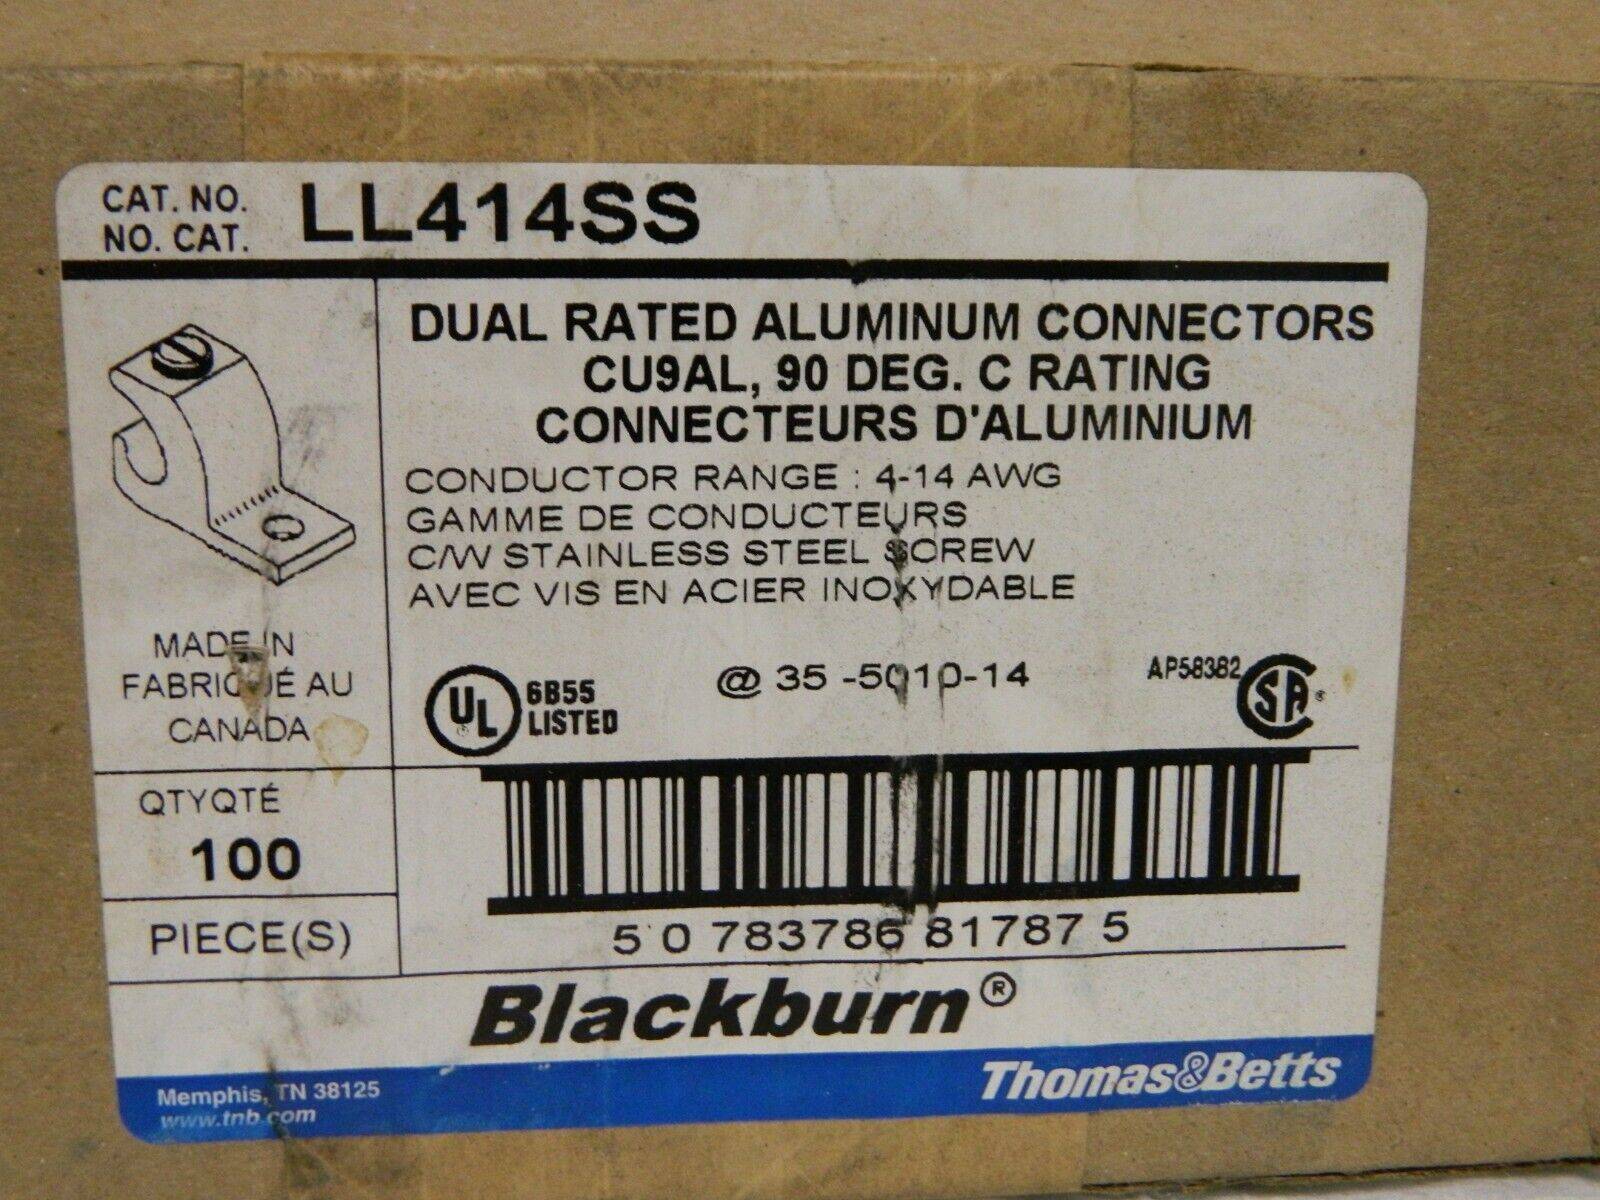 CAT. NO.
NO. CAT.
LL414SS
DUAL RATED ALUMINUM CONNECTORS
CU9AL, 90 DEG. C RATING
CONNECTEURS D'ALUMINIUM
CONDUCTOR RANGE : 4-14 AWG
GAMME DE CONDUCTEURS
C/W STAINLESS STEEL SCREW
AVEC VIS EN ACIER INOXYDABLE
MADE IN
FABRIQUÉ AU
CANADA
UL®
6B55
LISTED
@ 35 -5010-14
AP58382
CSA®
QTYQTÉ
100
PIECE(S)
5 0 783786 81787 5
Blackburn®
Thomas&Betts
Memphis, TN 38125
www.tnb.com